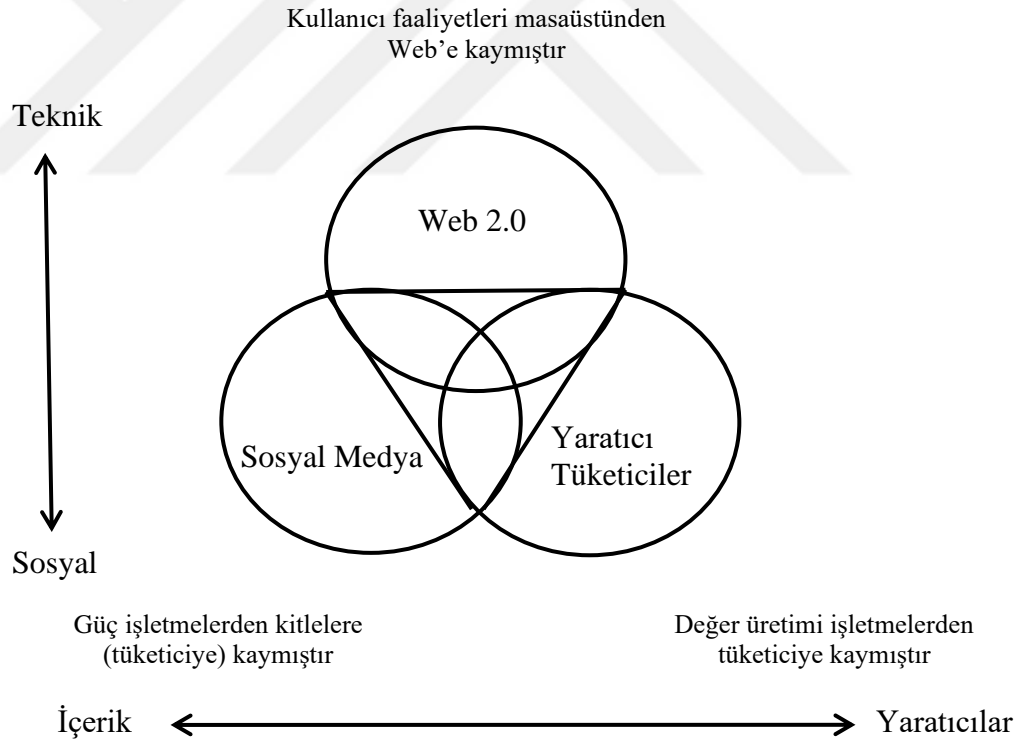 Kullanıcı faaliyetleri masaüstünden
Web’e kaymıştır
Teknik
Web 2.0
Sosyal Medya
Yaratıcı
Tüketiciler
Sosyal
Güç işletmelerden kitlelere
(tüketiciye) kaymıştır
Değer üretimi işletmelerden
tüketiciye kaymıştır
İçerik
Yaratıcılar